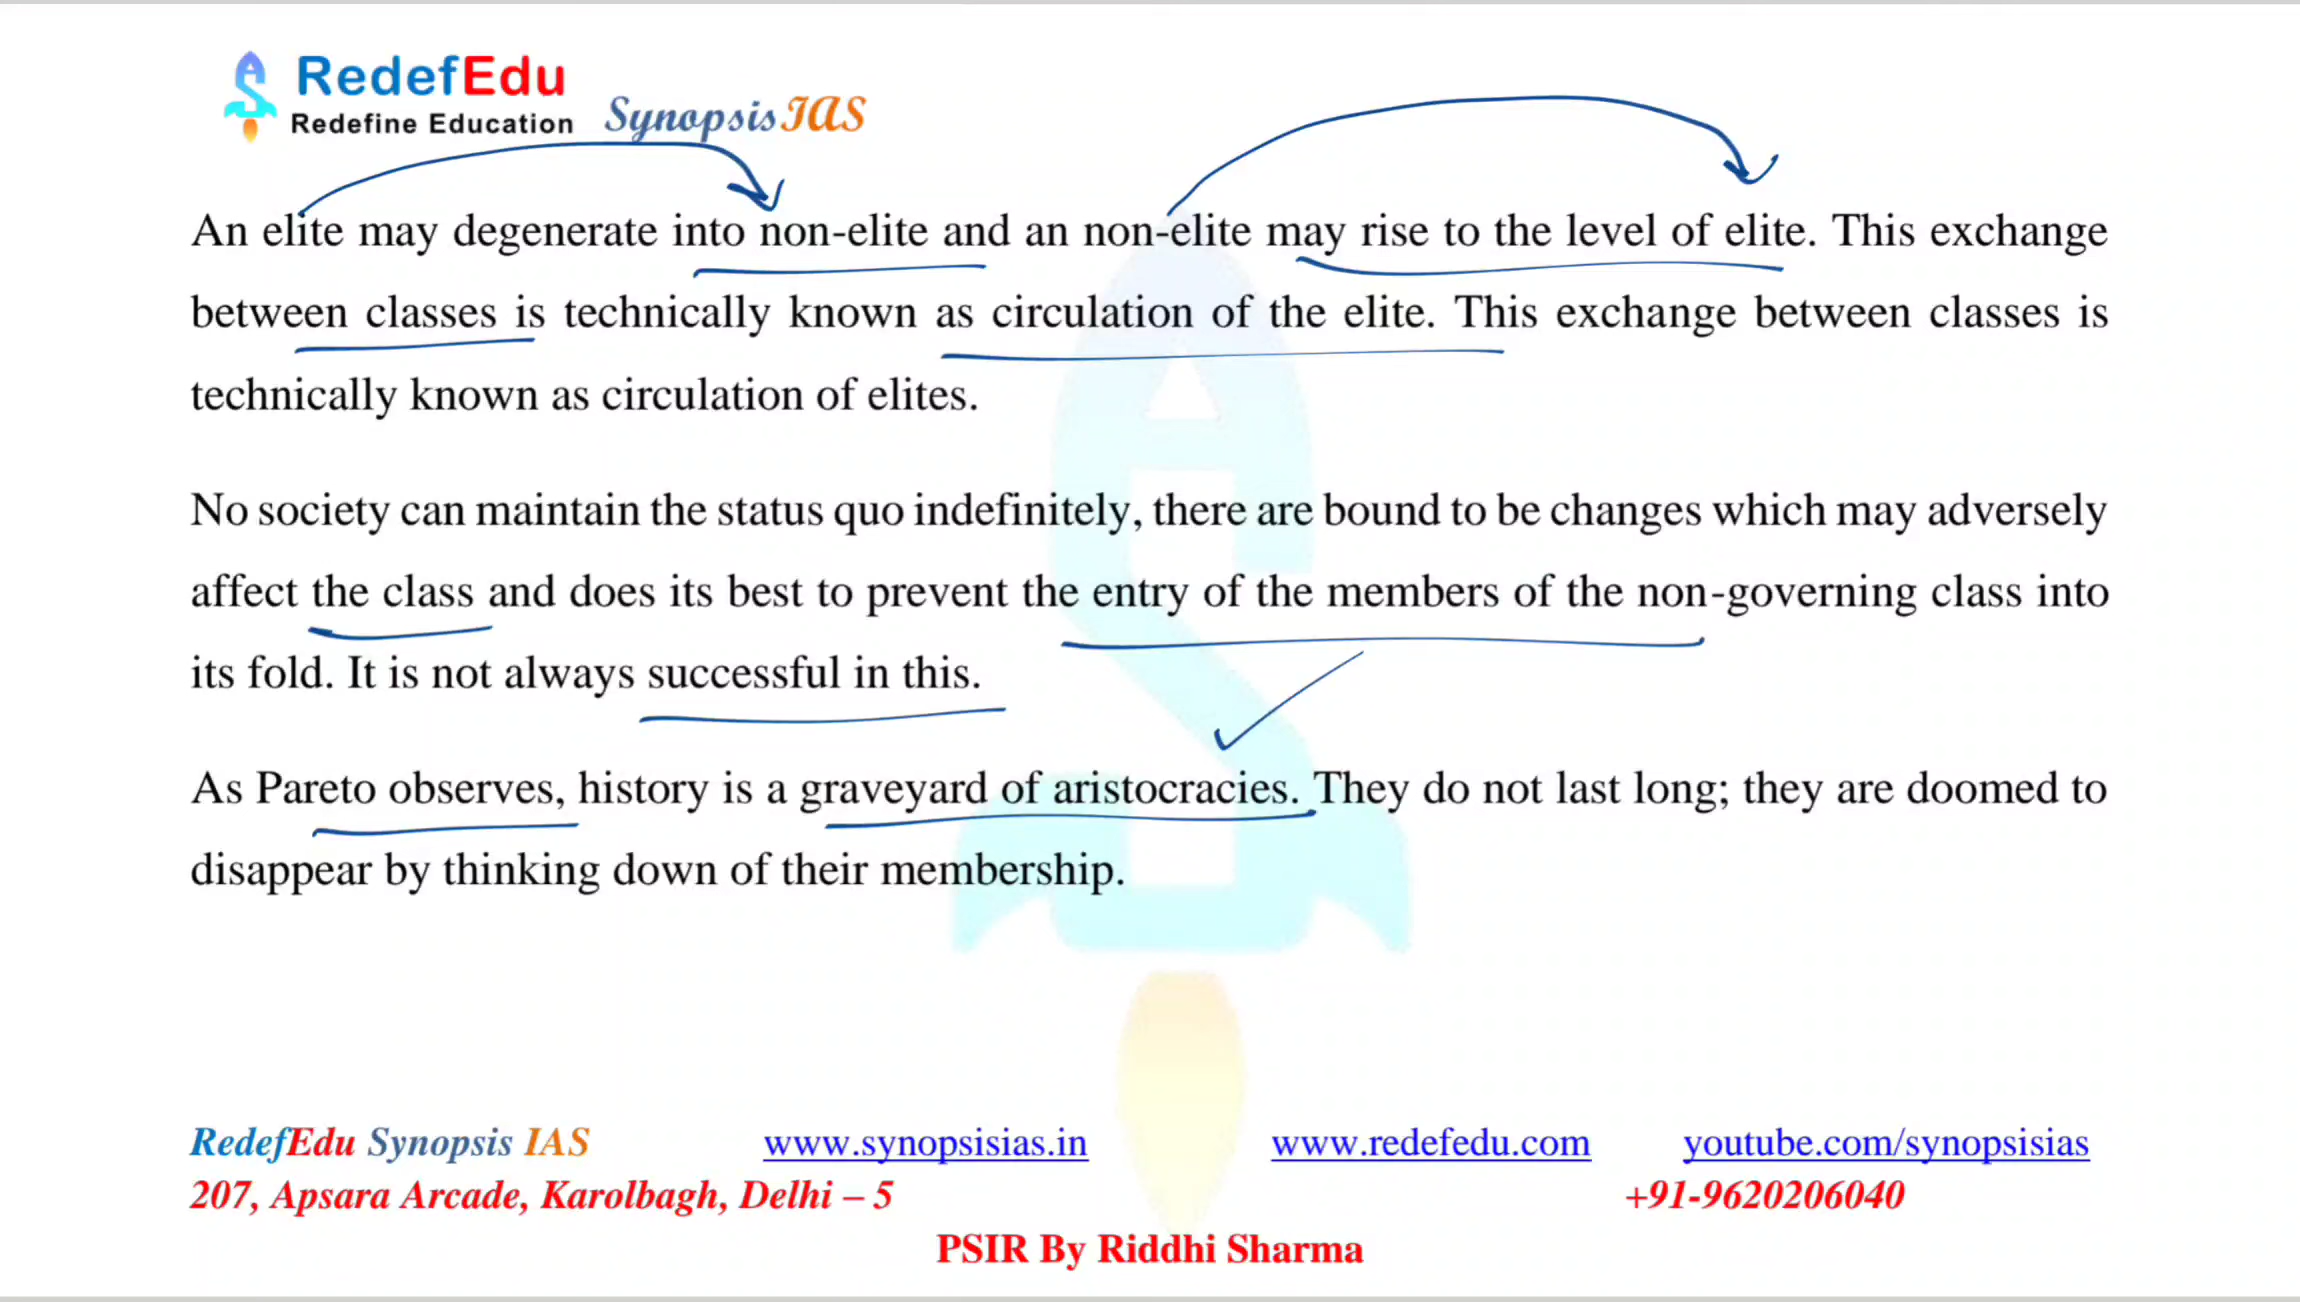 RedefEdu
Redefine Education SynopsisIAS
An elite may degenerate into non-elite and an non-elite may rise to the level of elite. This exchange
between classes is technically known as circulation of the elite. This exchange between classes is
technically known as circulation of elites.
No society can maintain the status quo indefinitely, there are bound to be changes which may adversely
affect the class and does its best to prevent the entry of the members of the non-governing class into
its fold. It is not always successful in this.
As Pareto observes, history is a graveyard of aristocracies. They do not last long; they are doomed to
disappear by thinking down of their membership.
RedefEdu Synopsis IAS www.synopsisias.in www.redefedu.com youtube.com/synopsisias
207, Apsara Arcade, Karolbagh, Delhi – 5 +91-9620206040
PSIR By Riddhi Sharma